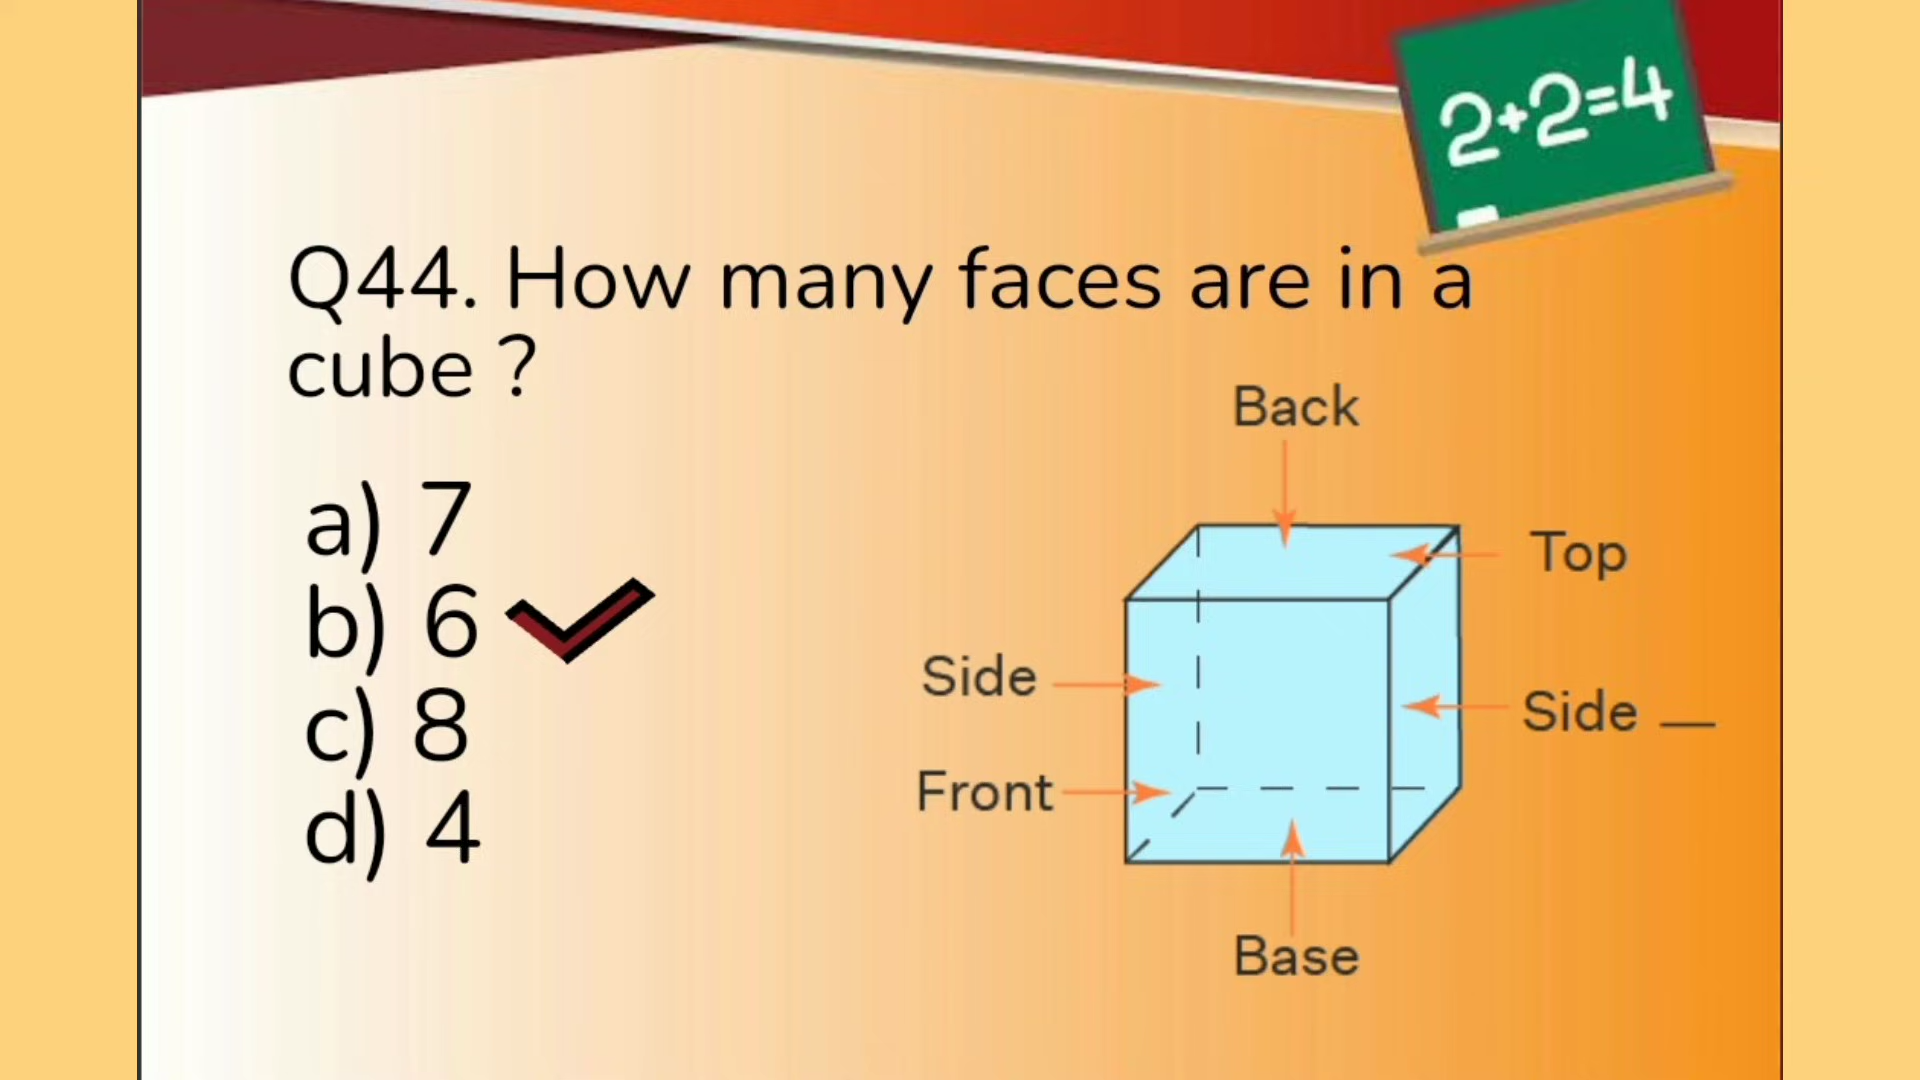 2+2=4
Q44. How many faces are in a
cube ?
a) 7
b) 6
c) 8
d) 4
Back
Top
Side
Side
Front
Base